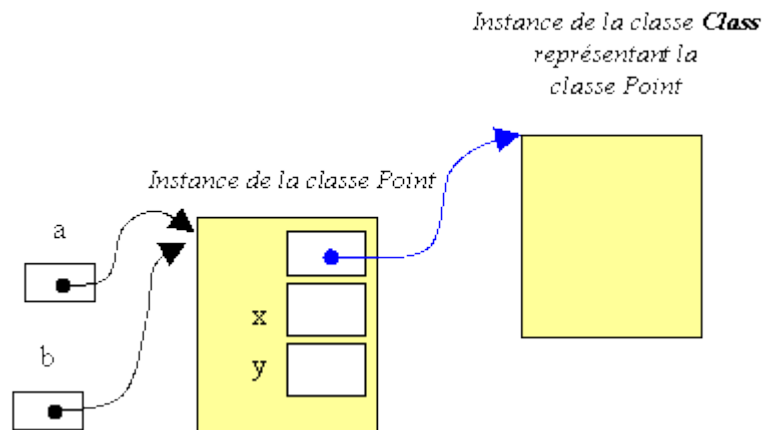 Instance de la classe Class
représentant la
classe Point
Instance de la classe Point
a
b
x
y